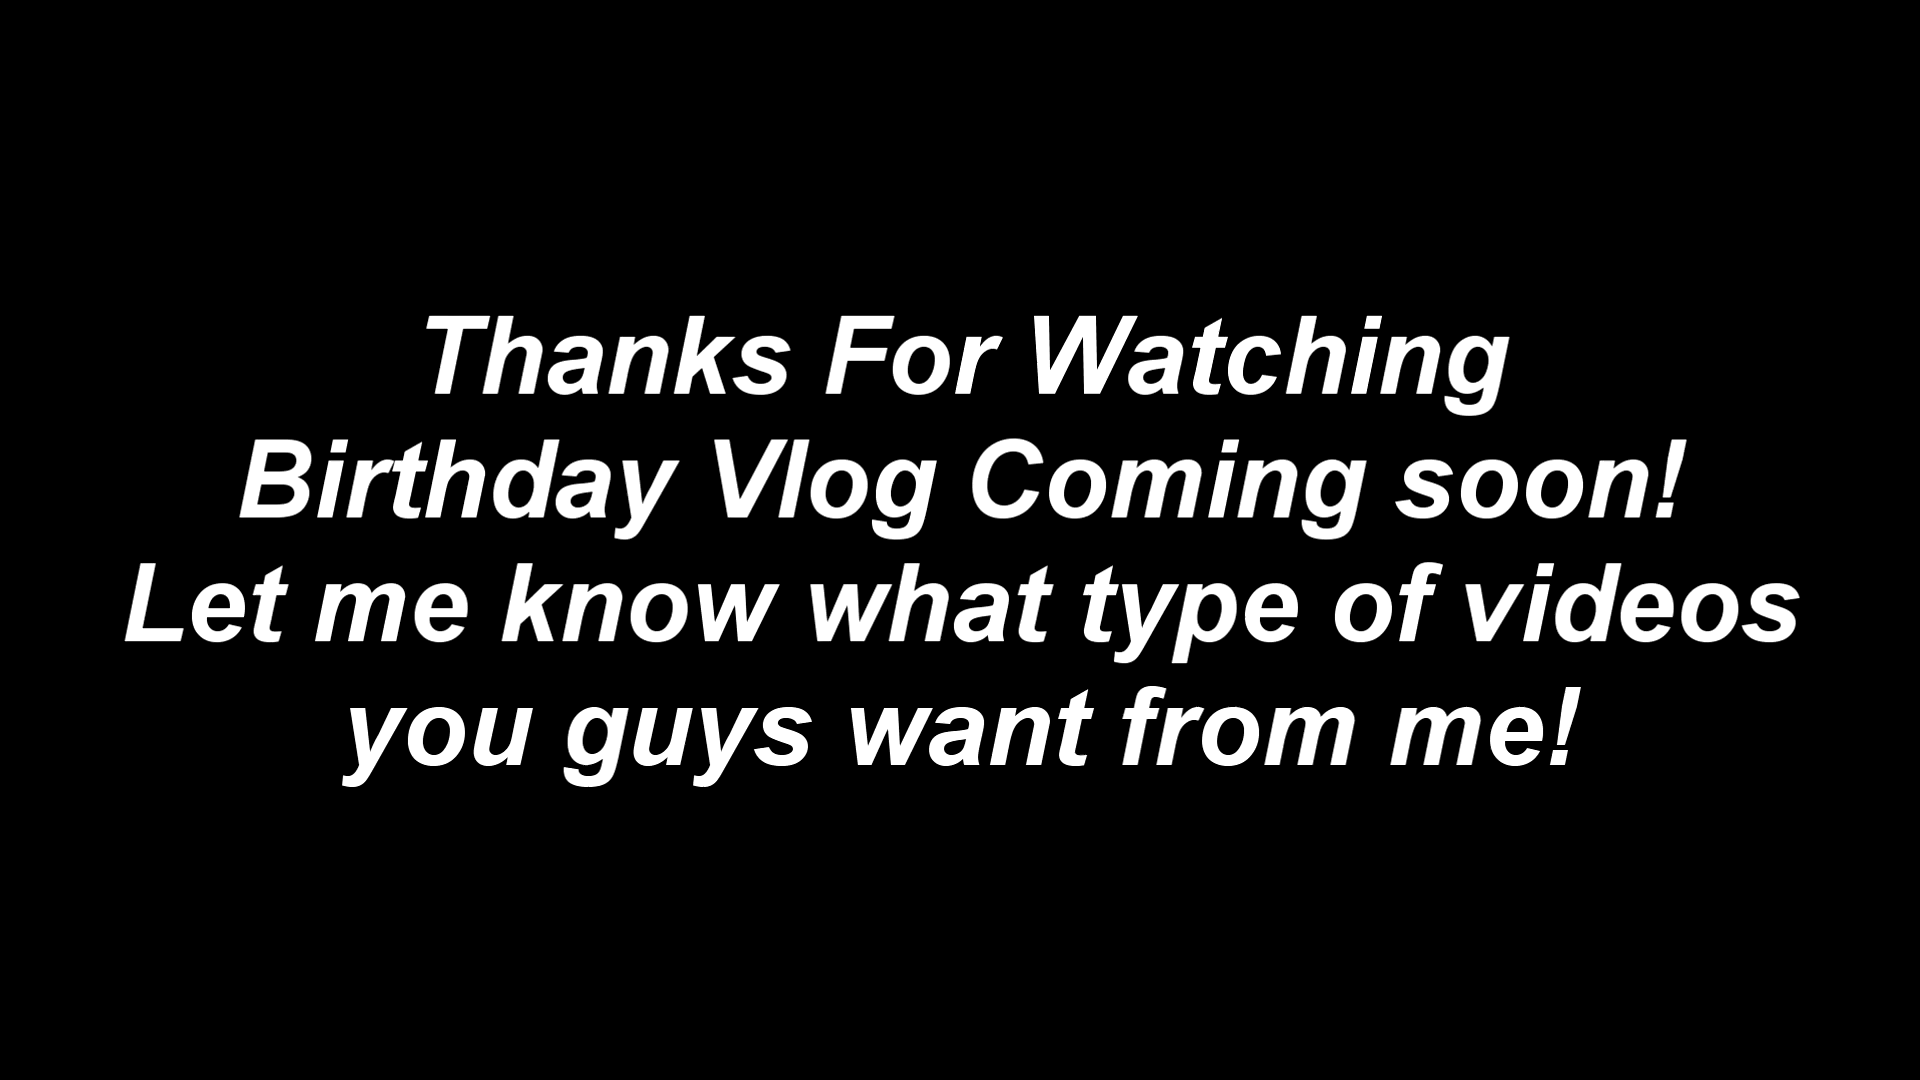 Thanks For Watching
Birthday Vlog Coming soon!
Let me know what type of videos
you guys want from me!